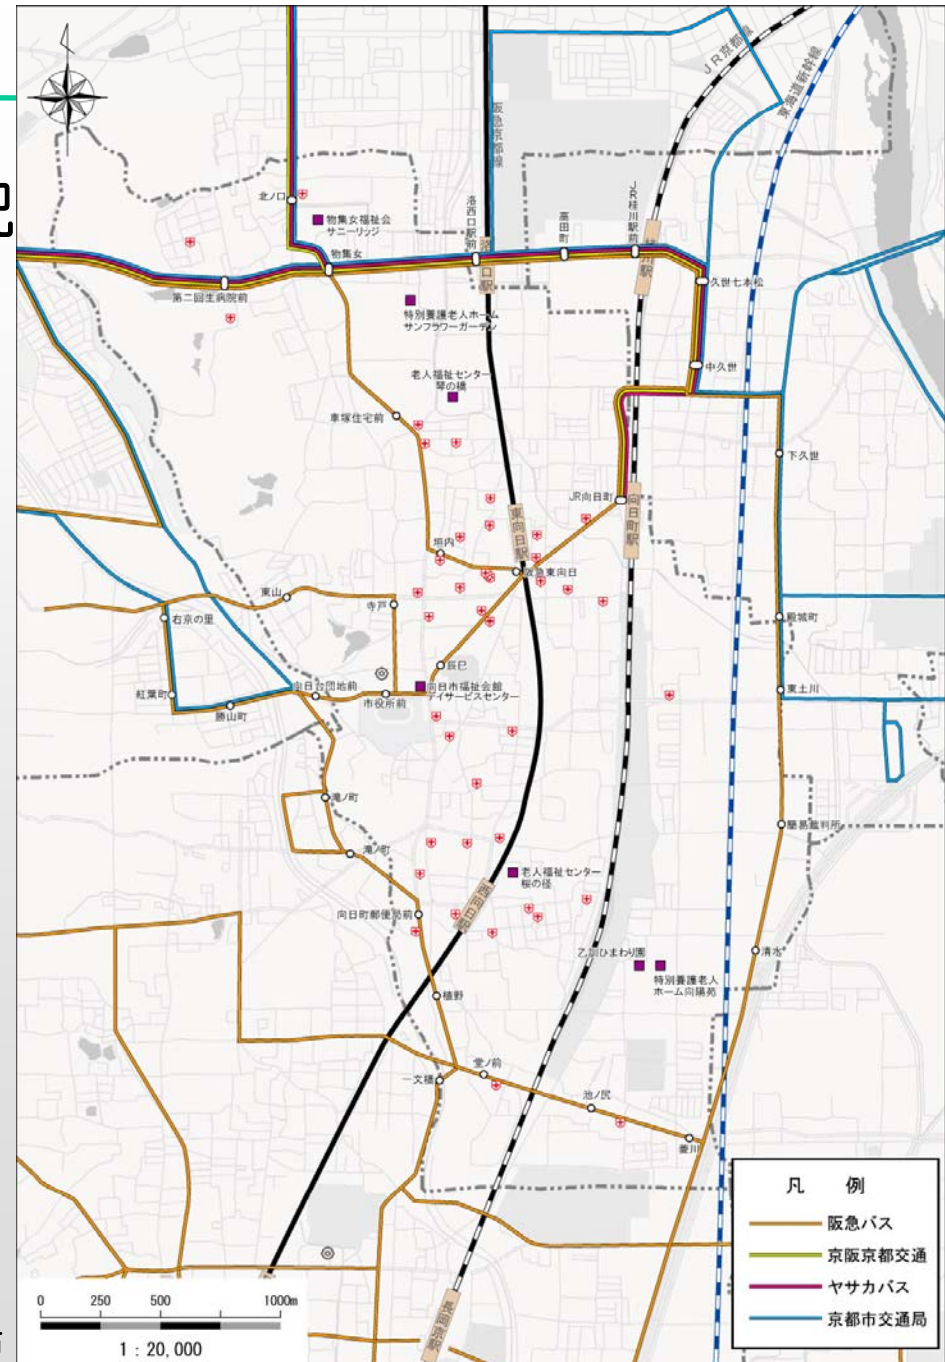 JR京都線
東海道新幹線
阪急京都線
北ノ口
物集女福祉会
サニーリッジ
洛西口駅前
高田町
JR桂川駅前
物集女
久世七本松
第二回生病院前
特別養護老人ホーム
サンフラワーガーデン
中久世
老人福祉センター
琴の橋
車塚住宅前
下久世
JR向日町
向日町駅
東向日駅
垣内
阪急東向日
東山
寺戸
右京の里
殿城町
辰巳
紅葉町
向日台団地前
市役所前
向日市福祉会館
デイサービスセンター
東土川
勝山町
滝ノ町
簡易裁判所
滝ノ町
老人福祉センター
桜の径
西向日駅
向日町郵便局前
乙訓ひまわり園
清水
特別養護老人
ホーム向陽苑
植野
一文橋
堂ノ前
池ノ尻
菱川
長岡京駅
凡 例
阪急バス
京阪京都交通
ヤサカバス
京都市交通局
0 250 500 1000m
1 : 20,000